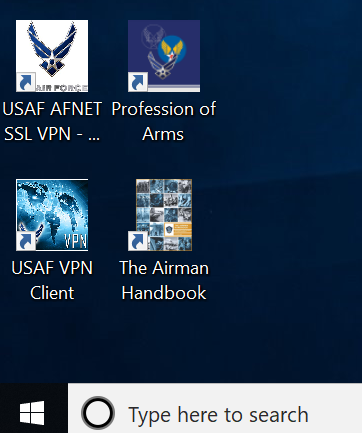 AIR FORCE
USAF AFNET
SSL VPN - ...
Profession of
Arms
VPN
USAF VPN
Client
The Airman
Handbook
Type here to search